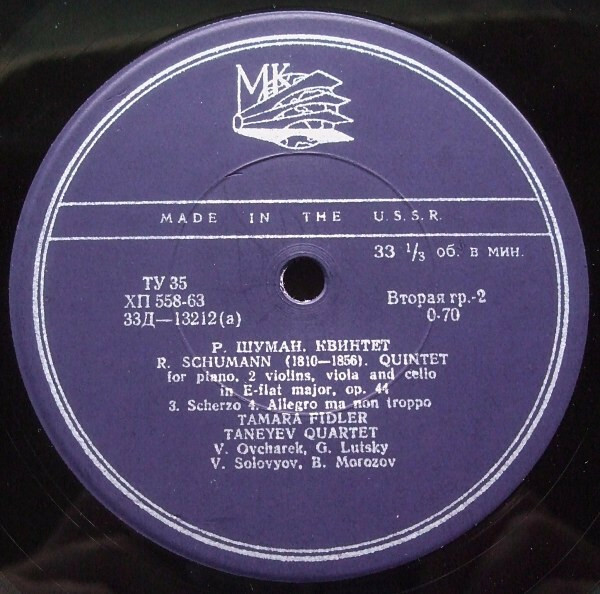 МК
MADE IN THE U.S.S.R.
33 1/3 об. в мин.
ТУ 35
ХП 558-63
33Д—13212(а)
Вторая гр.-2
0-70
Р. ШУМАН. КВИНТЕТ
R. SCHUMANN (1810—1856). QUINTET
for piano, 2 violins, viola and cello
in E-flat major, op. 44
3. Scherzo 4. Allegro ma non troppo
TAMARA FIDLER
TANEYEV QUARTET
V. Ovcharek, G. Lutsky
V. Solovyov, B. Morozov